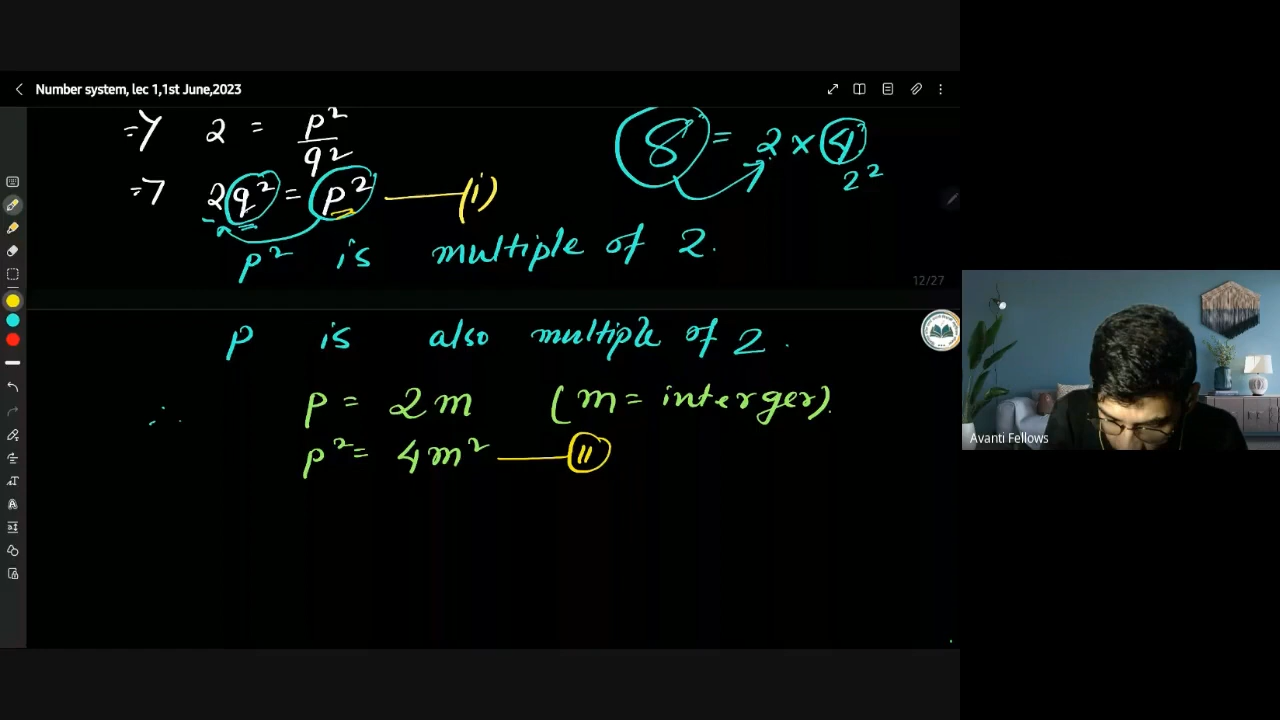 Number system, lec 1,1st June,2023
=> 2 = p²/q²
8 = 2 × 4
2²
=> 2q² = p² —— (i)
p² is multiple of 2.
12/27
p is also multiple of 2.
∴ p = 2m (m = interger).
p² = 4m² —— (ii)
Avanti Fellows